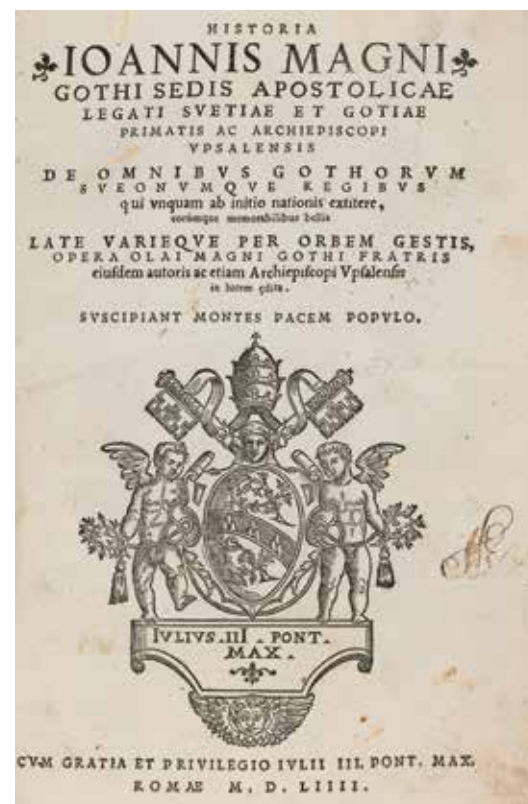 HISTORIA
IOANNIS MAGNI
GOTHI SEDIS APOSTOLICAE
LEGATI SVETIAE ET GOTIAE
PRIMATIS AC ARCHIEPISCOPI
VPSALENSIS
DE OMNIBVS GOTHORVM
SVEONVMQVE REGIBVS
qui vnquam ab initio nationis extitere,
eorumque memorabilibus bellis
LATE VARIEQVE PER ORBEM GESTIS,
OPERA OLAI MAGNI GOTHI FRATRIS
eiusdem autoris ac etiam Archiepiscopi Vpsalensis
in lucem ędita.
SVSCIPIANT MONTES PACEM POPVLO.
IVLIVS.III.PONT.
MAX.
CVM GRATIA ET PRIVILEGIO IVLII III. PONT. MAX.
ROMÆ M. D. LIIII.